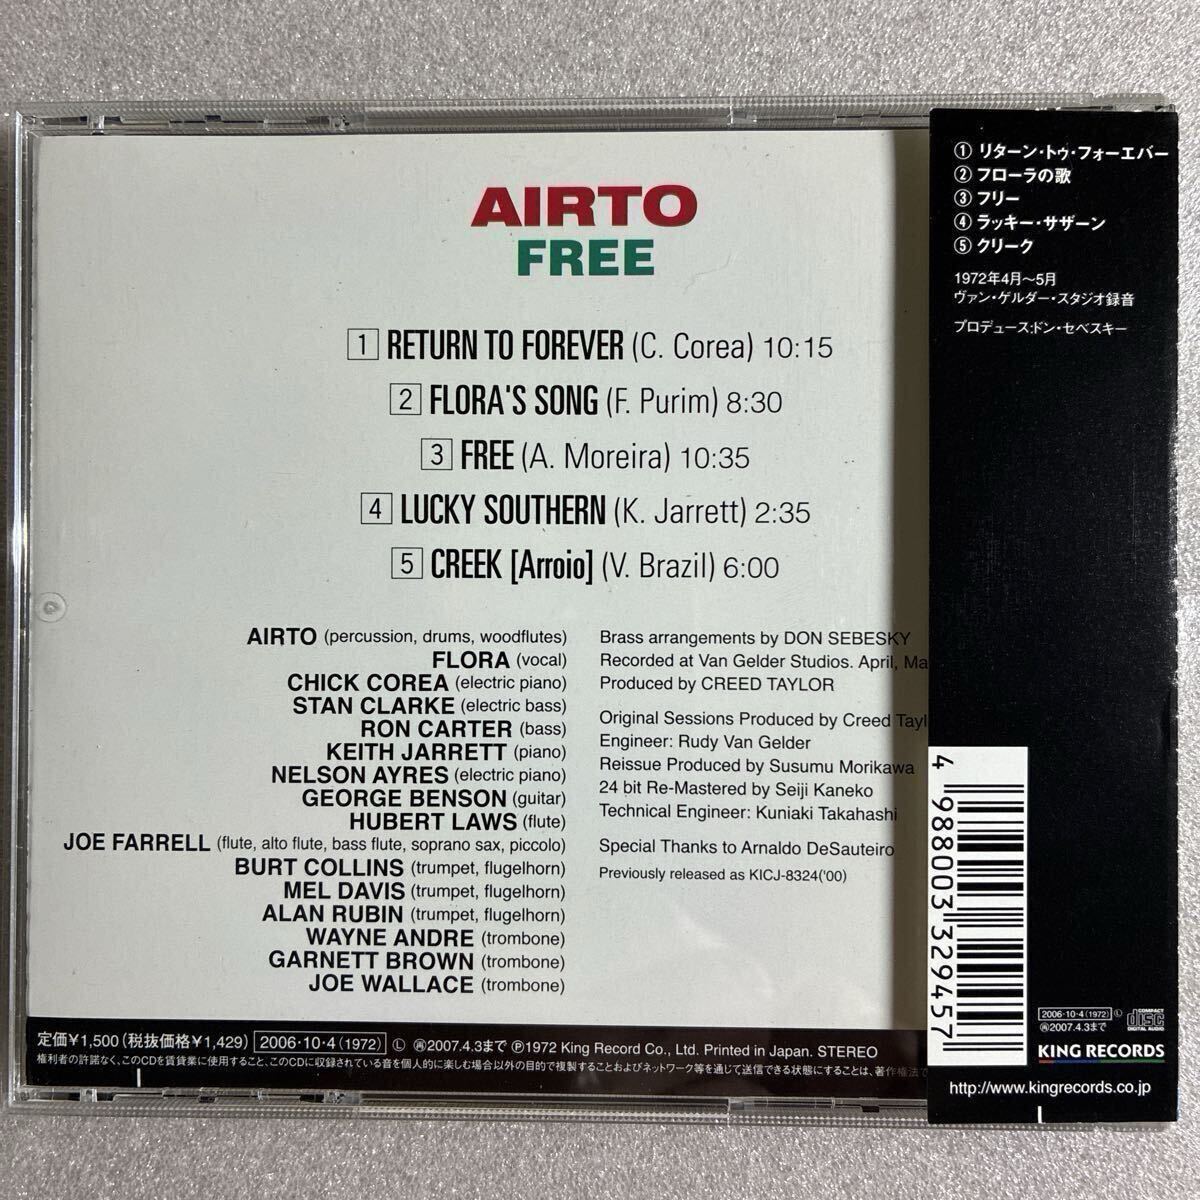 AIRTO
FREE
1 RETURN TO FOREVER (C. Corea) 10:15
2 FLORA'S SONG (F. Purim) 8:30
3 FREE (A. Moreira) 10:35
4 LUCKY SOUTHERN (K. Jarrett) 2:35
5 CREEK [Arroio] (V. Brazil) 6:00
AIRTO (percussion, drums, woodflutes)
FLORA (vocal)
CHICK COREA (electric piano)
STAN CLARKE (electric bass)
RON CARTER (bass)
KEITH JARRETT (piano)
NELSON AYRES (electric piano)
GEORGE BENSON (guitar)
HUBERT LAWS (flute)
JOE FARRELL (flute, alto flute, bass flute, soprano sax, piccolo)
BURT COLLINS (trumpet, flugelhorn)
MEL DAVIS (trumpet, flugelhorn)
ALAN RUBIN (trumpet, flugelhorn)
WAYNE ANDRE (trombone)
GARNETT BROWN (trombone)
JOE WALLACE (trombone)
Brass arrangements by DON SEBESKY
Recorded at Van Gelder Studios. April, Ma
Produced by CREED TAYLOR
Original Sessions Produced by Creed Tayl
Engineer: Rudy Van Gelder
Reissue Produced by Susumu Morikawa
24 bit Re-Mastered by Seiji Kaneko
Technical Engineer: Kuniaki Takahashi
Special Thanks to Arnaldo DeSauteiro
Previously released as KICJ-8324('00)
定価¥1,500(税抜価格¥1,429) 2006・10・4(1972) Ⓛ 再2007.4.3まで ℗1972 King Record Co., Ltd. Printed in Japan. STEREO
権利者の許諾なく、このCDを賃貸業に使用すること、このCDに収録されている音を個人的に楽しむ場合以外の目的で複製することおよびネットワーク等を通じて送信できる状態にすることは、著作権法で
① リターン・トゥ・フォーエバー
② フローラの歌
③ フリー
④ ラッキー・サザーン
⑤ クリーク
1972年4月〜5月
ヴァン・ゲルダー・スタジオ録音
プロデュース:ドン・セベスキー
4 988003 329457
2006・10・4(1972) Ⓛ
再2007.4.3まで
COMPACT
disc
DIGITAL AUDIO
KING RECORDS
http://www.kingrecords.co.jp